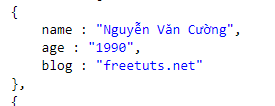 {
name : "Nguyễn Văn Cường",
age : "1990",
blog : "freetuts.net"
},
{